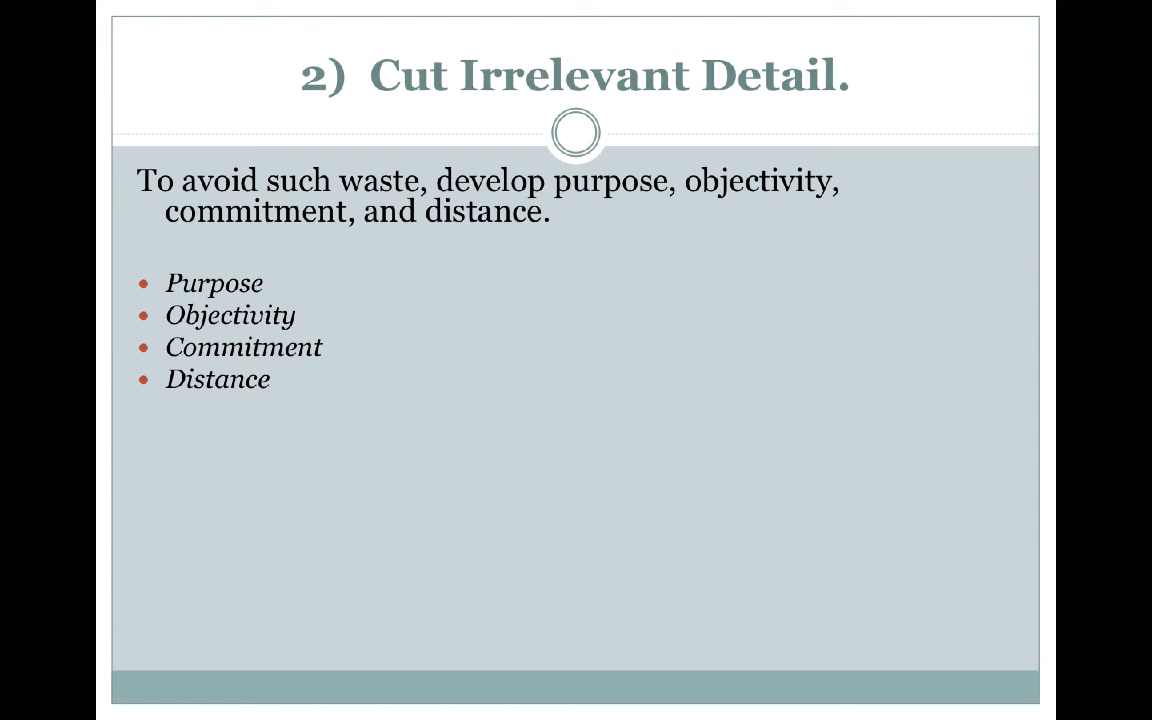 2) Cut Irrelevant Detail.
To avoid such waste, develop purpose, objectivity,
commitment, and distance.
• Purpose
• Objectivity
• Commitment
• Distance